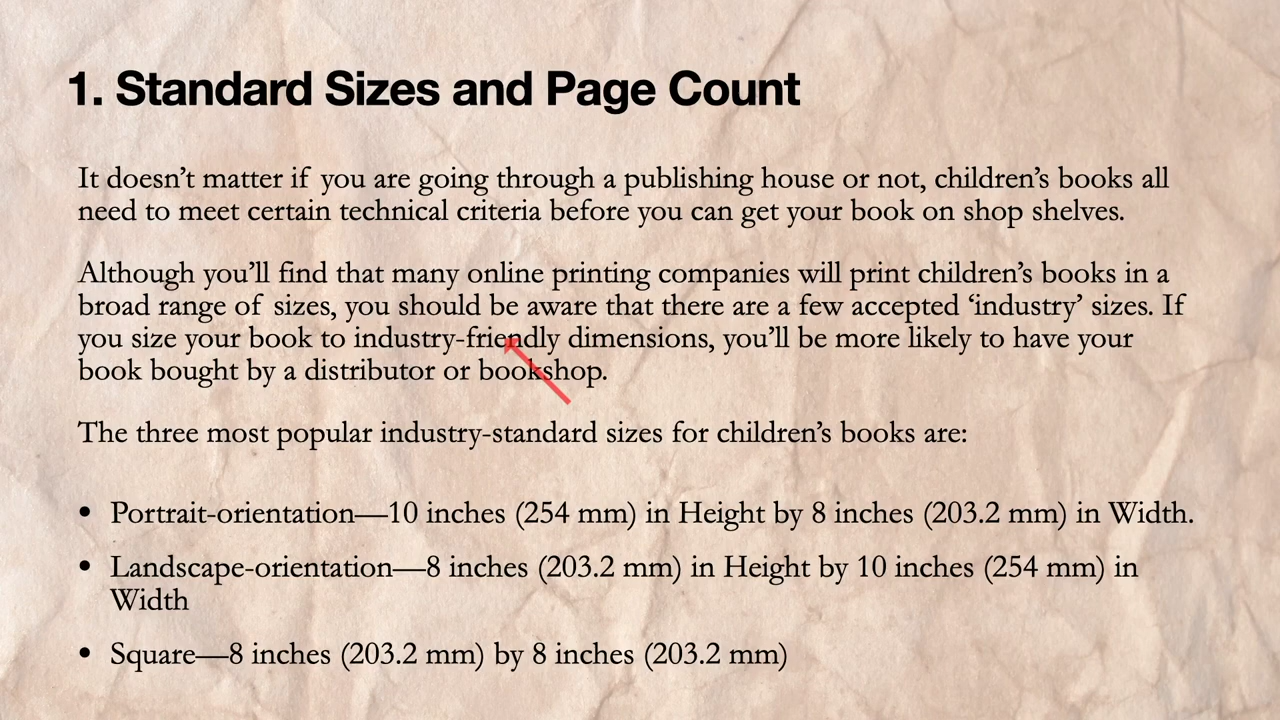 1. Standard Sizes and Page Count
It doesn’t matter if you are going through a publishing house or not, children’s books all
need to meet certain technical criteria before you can get your book on shop shelves.
Although you’ll find that many online printing companies will print children’s books in a
broad range of sizes, you should be aware that there are a few accepted ‘industry’ sizes. If
you size your book to industry-friendly dimensions, you’ll be more likely to have your
book bought by a distributor or bookshop.
The three most popular industry-standard sizes for children’s books are:
• Portrait-orientation—10 inches (254 mm) in Height by 8 inches (203.2 mm) in Width.
• Landscape-orientation—8 inches (203.2 mm) in Height by 10 inches (254 mm) in
Width
• Square—8 inches (203.2 mm) by 8 inches (203.2 mm)